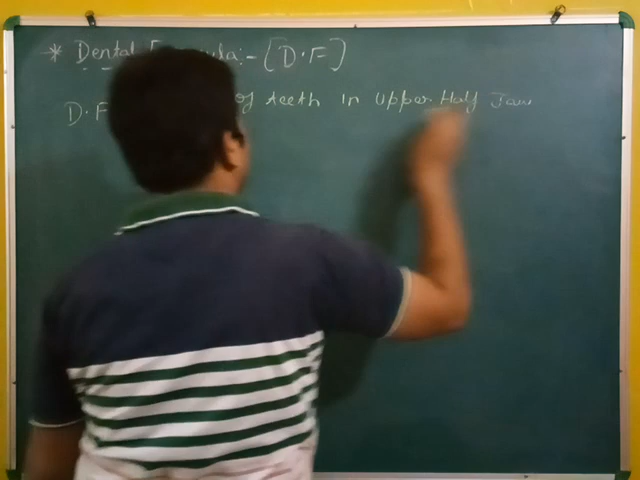 * Dental :- [D.F]
D.F of teeth in Upper Half Jaw